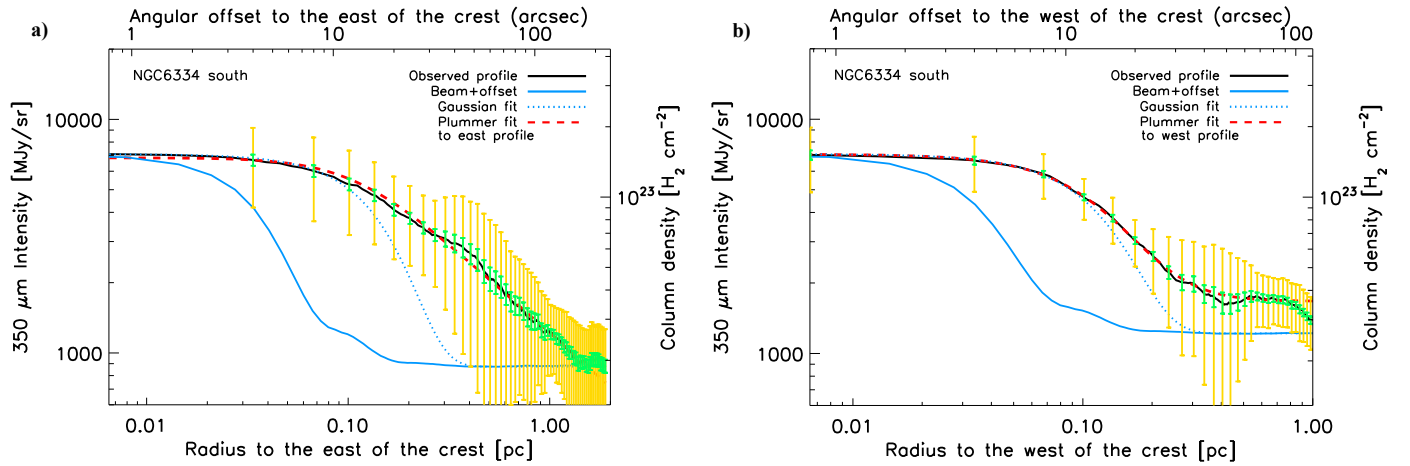 Angular offset to the east of the crest (arcsec)
a)
1 10 100
NGC6334 south
Observed profile
Beam+offset
Gaussian fit
Plummer fit
to east profile
350 μm Intensity [MJy/sr]
10000
1000
10²³
Column density [H₂ cm⁻²]
0.01 0.10 1.00
Radius to the east of the crest [pc]
Angular offset to the west of the crest (arcsec)
b)
1 10 100
NGC6334 south
Observed profile
Beam+offset
Gaussian fit
Plummer fit
to west profile
350 μm Intensity [MJy/sr]
10000
1000
10²³
Column density [H₂ cm⁻²]
0.01 0.10 1.00
Radius to the west of the crest [pc]